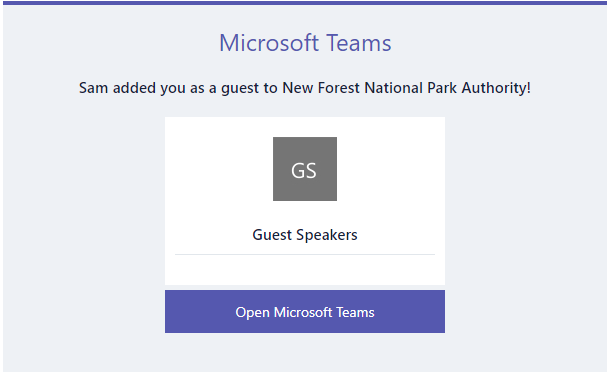 Microsoft Teams
Sam added you as a guest to New Forest National Park Authority!
GS
Guest Speakers
Open Microsoft Teams